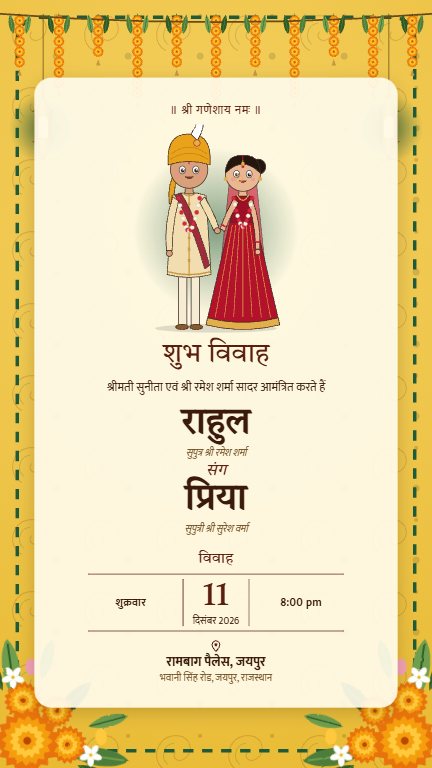 ॥ श्री गणेशाय नमः ॥
शुभ विवाह
श्रीमती सुनीता एवं श्री रमेश शर्मा सादर आमंत्रित करते हैं
राहुल
सुपुत्र श्री रमेश शर्मा
संग
प्रिया
सुपुत्री श्री सुरेश वर्मा
विवाह
शुक्रवार
11
दिसंबर 2026
8:00 pm
रामबाग पैलेस, जयपुर
भवानी सिंह रोड, जयपुर, राजस्थान